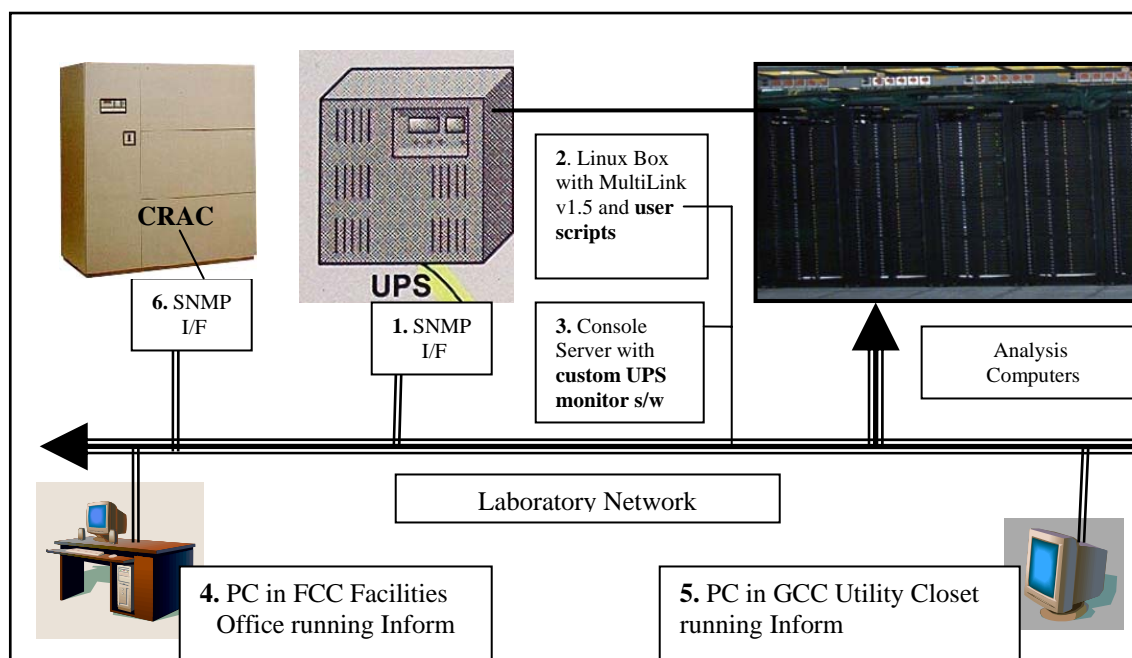 CRAC
6. SNMP
I/F
UPS
1. SNMP
I/F
2. Linux Box
with MultiLink
v1.5 and user
scripts
3. Console
Server with
custom UPS
monitor s/w
Analysis
Computers
Laboratory Network
4. PC in FCC Facilities
Office running Inform
5. PC in GCC Utility Closet
running Inform